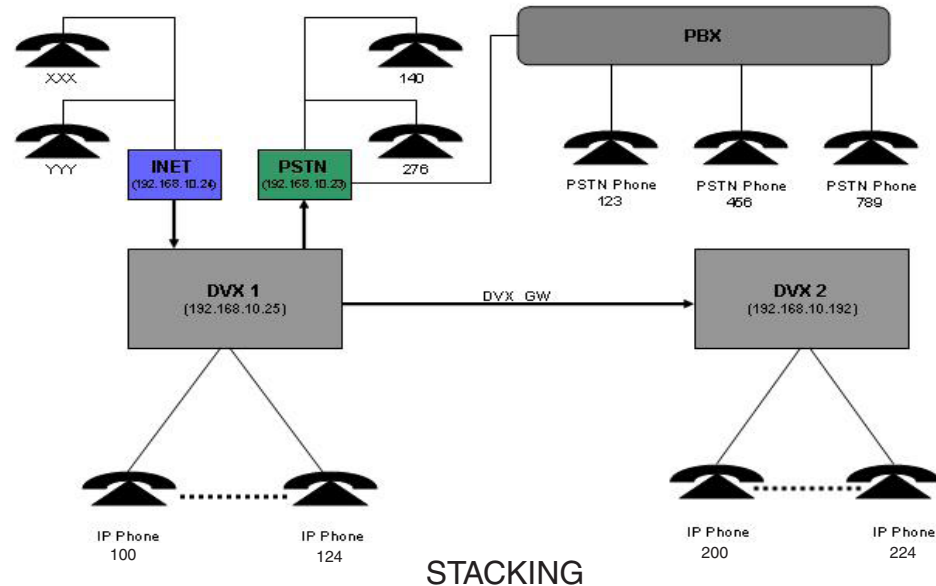 XXX
140
PBX
YYY
276
INET
(192.168.10.24)
PSTN
(192.168.10.23)
PSTN Phone
123
PSTN Phone
456
PSTN Phone
789
DVX 1
(192.168.10.25)
DVX GW
DVX 2
(192.168.10.192)
IP Phone
100
IP Phone
124
IP Phone
200
IP Phone
224
STACKING